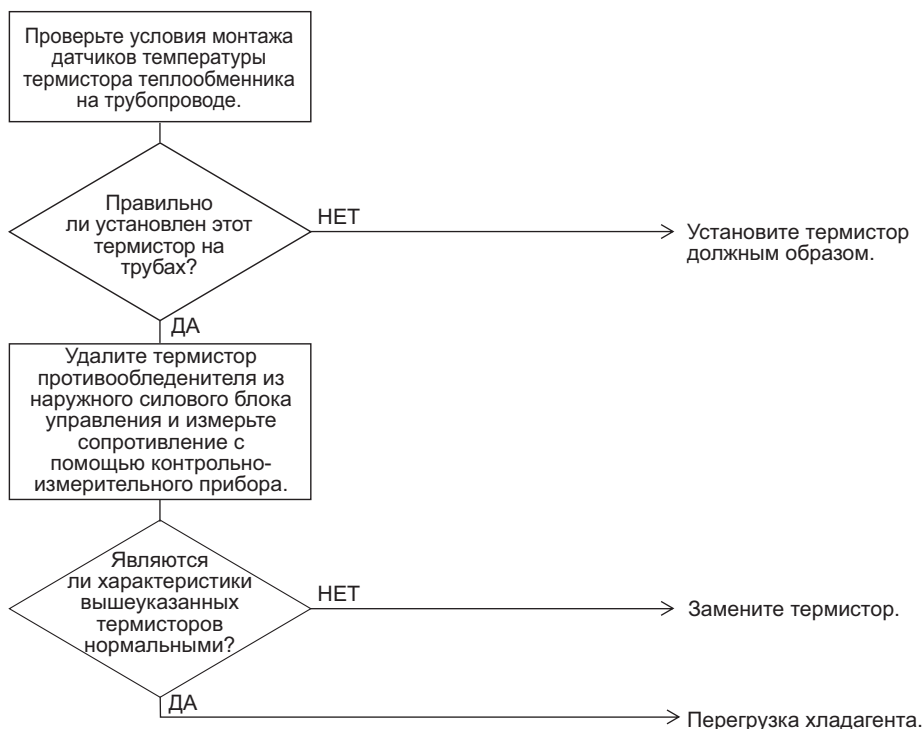 Проверьте условия монтажа
датчиков температуры
термистора теплообменника
на трубопроводе.
Правильно
ли установлен этот
термистор на
трубах?
НЕТ
Установите термистор
должным образом.
ДА
Удалите термистор
противообледенителя из
наружного силового блока
управления и измерьте
сопротивление с
помощью контрольно-
измерительного прибора.
Являются
ли характеристики
вышеуказанных
термисторов
нормальными?
НЕТ
Замените термистор.
ДА
Перегрузка хладагента.